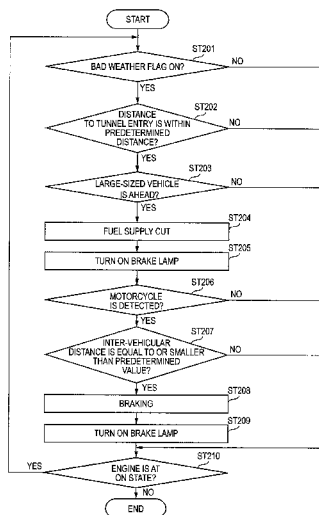 START
ST201
BAD WEATHER FLAG ON?
NO
YES
ST202
DISTANCE
TO TUNNEL ENTRY IS WITHIN
PREDETERMINED
DISTANCE?
NO
YES
ST203
LARGE-SIZED VEHICLE
IS AHEAD?
NO
YES
ST204
FUEL SUPPLY CUT
ST205
TURN ON BRAKE LAMP
ST206
MOTORCYCLE
IS DETECTED?
NO
YES
ST207
INTER-VEHICULAR
DISTANCE IS EQUAL TO OR SMALLER
THAN PREDETERMINED
VALUE?
NO
YES
ST208
BRAKING
ST209
TURN ON BRAKE LAMP
ST210
YES
ENGINE IS AT
ON STATE?
NO
END